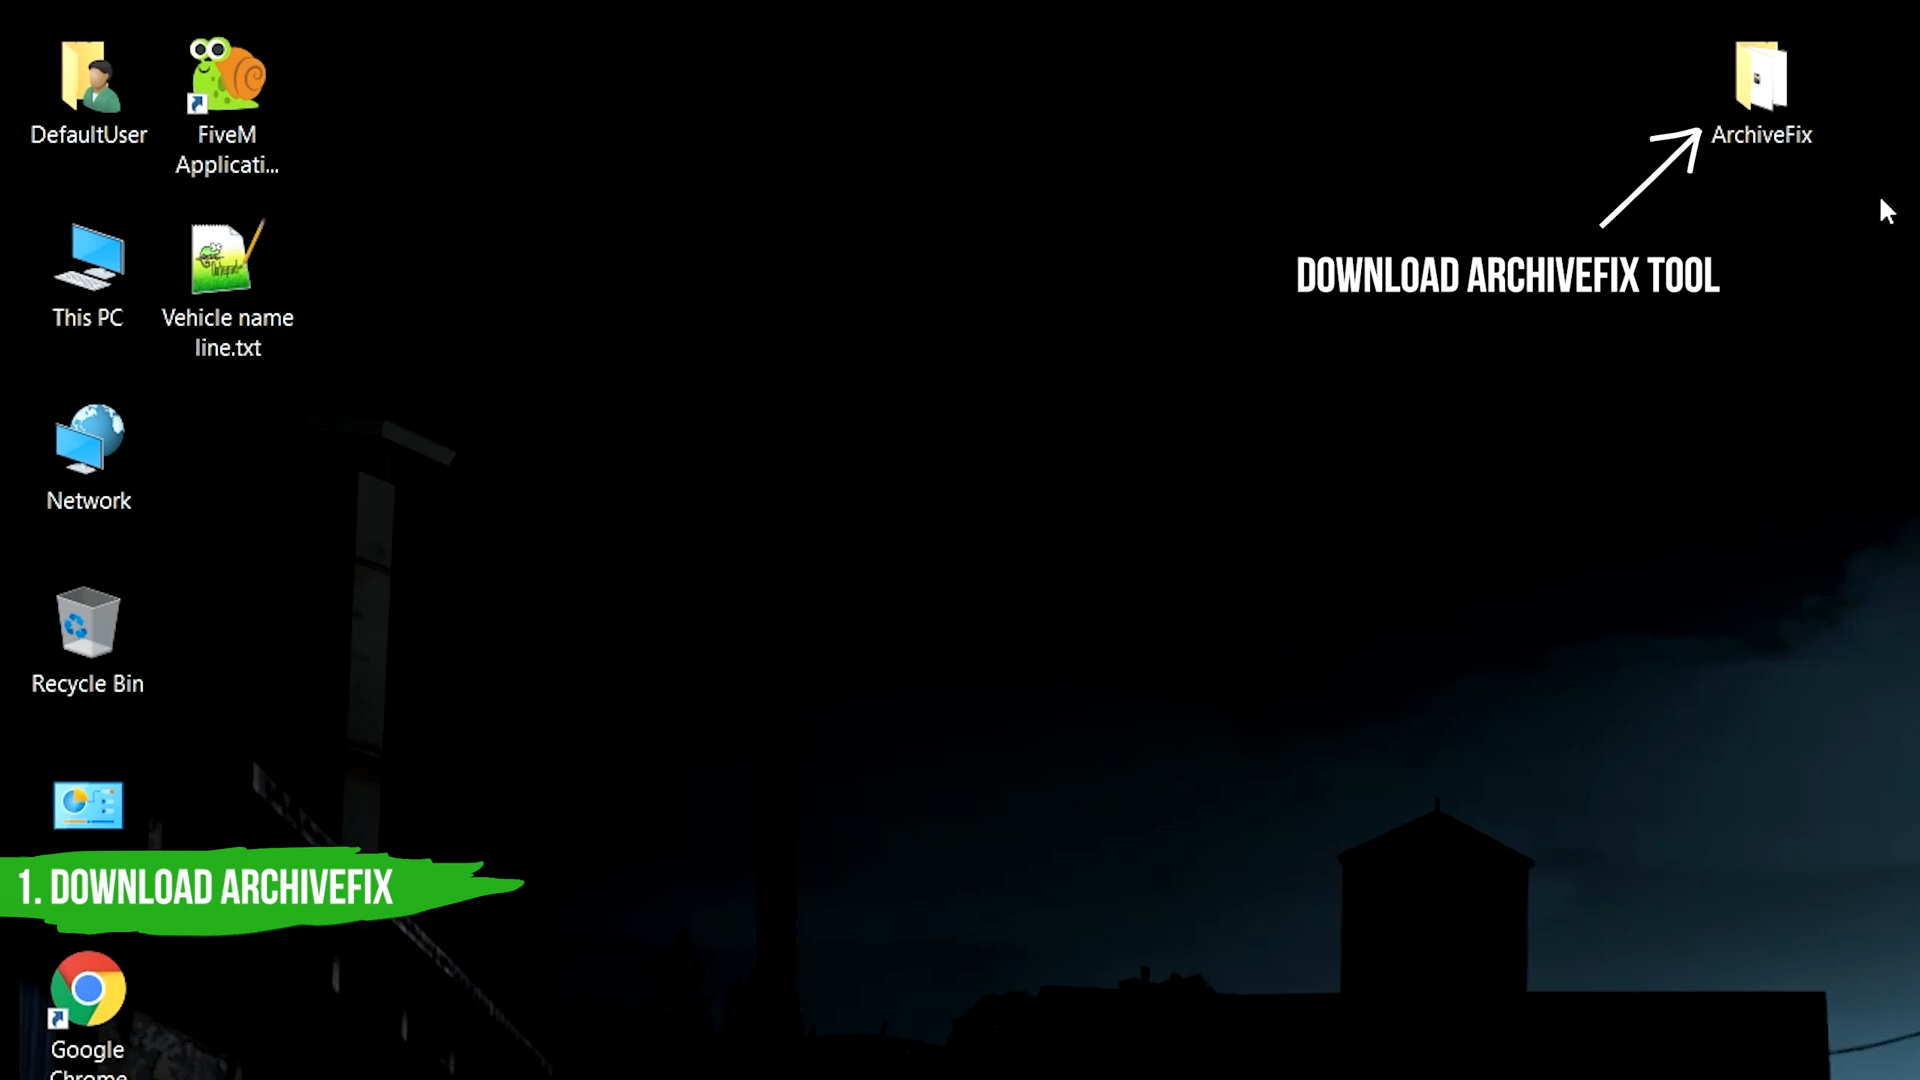 DefaultUser
FiveM
Applicati...
ArchiveFix
DOWNLOAD ARCHIVEFIX TOOL
This PC
Vehicle name
line.txt
Network
Recycle Bin
1. DOWNLOAD ARCHIVEFIX
Google
Chrome